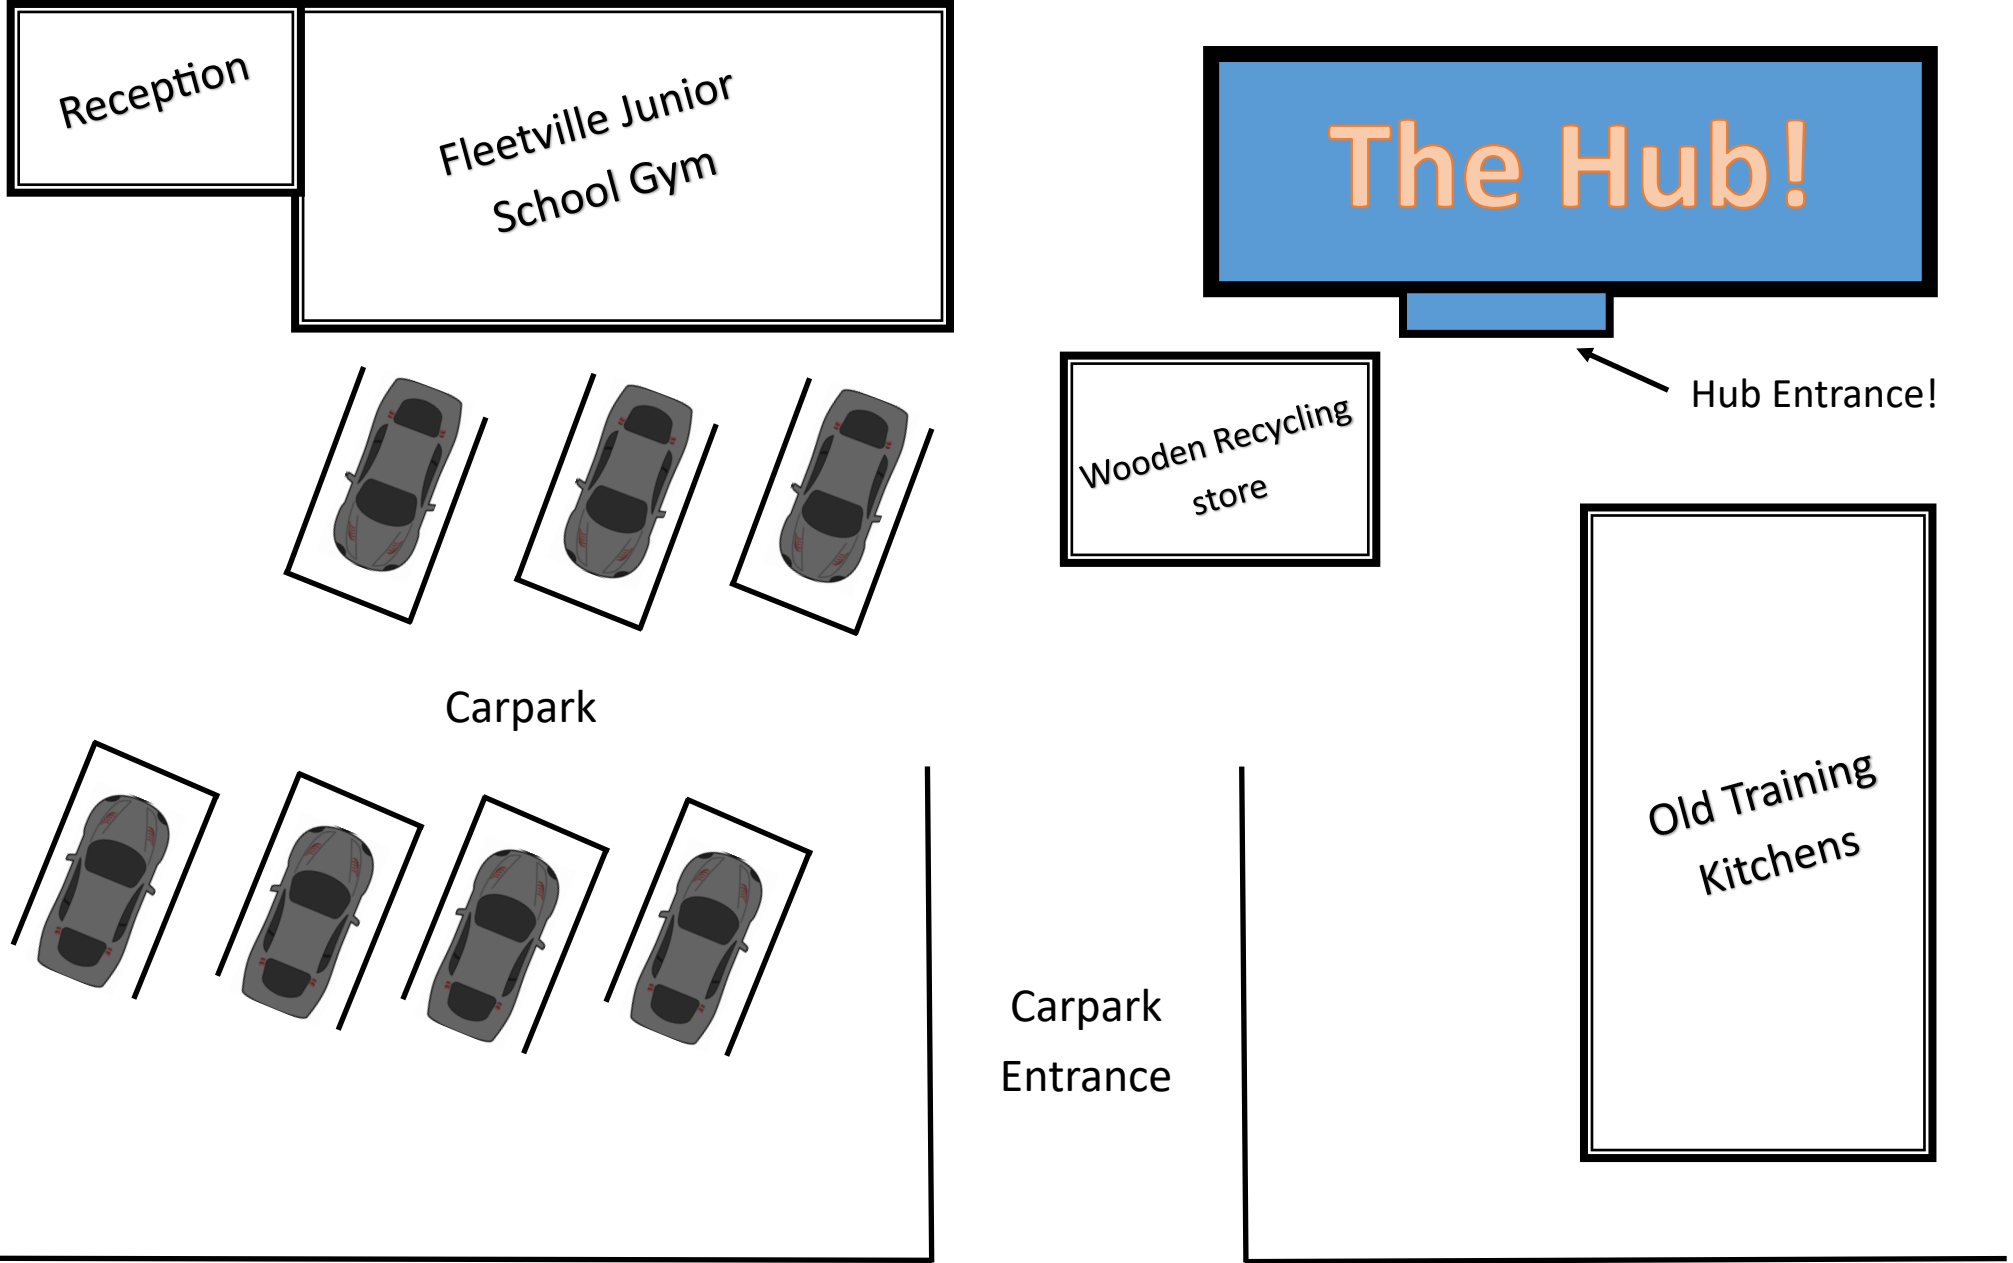 Reception
Fleetville Junior
School Gym
The Hub!
Hub Entrance!
Wooden Recycling
store
Carpark
Old Training
Kitchens
Carpark
Entrance